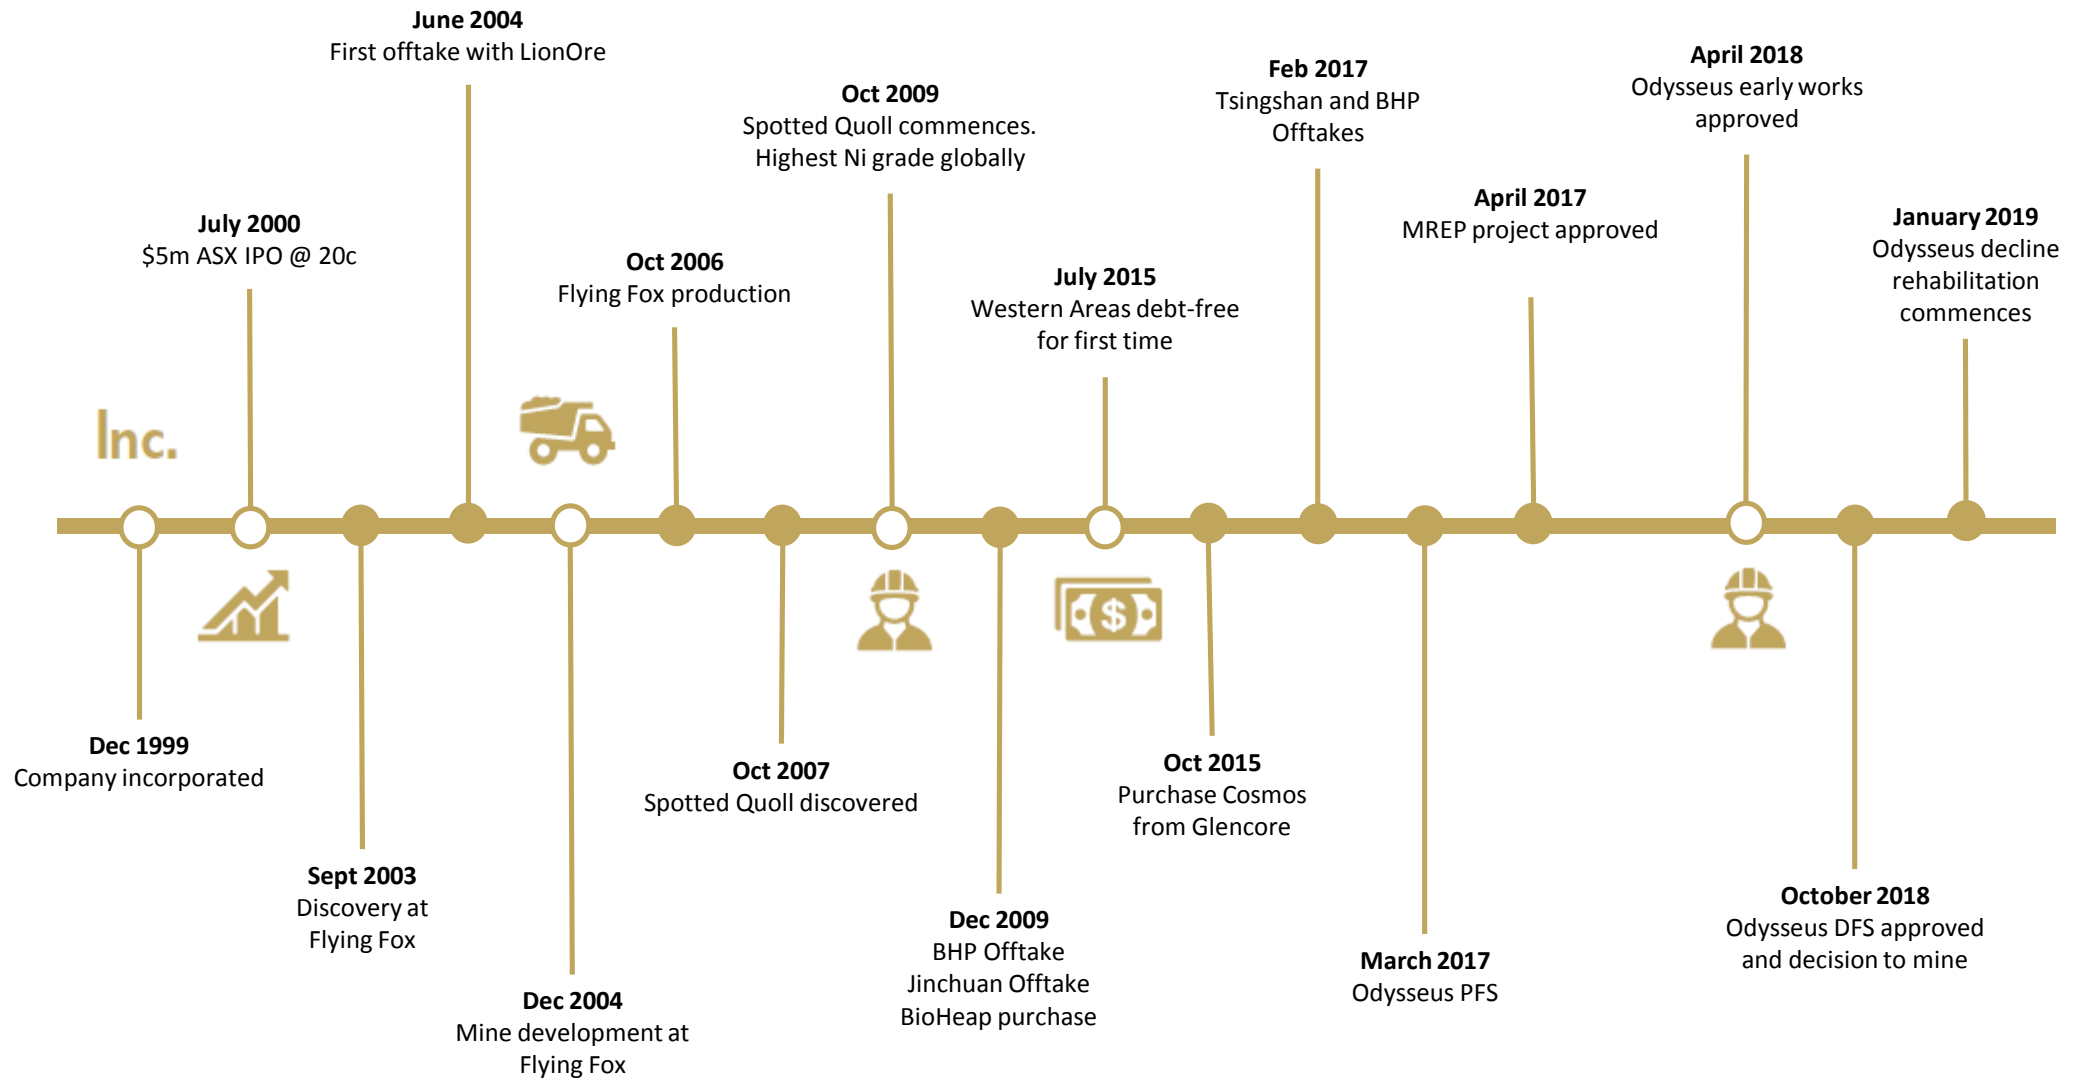 June 2004
First offtake with LionOre
April 2018
Odysseus early works
approved
Feb 2017
Tsingshan and BHP
Offtakes
Oct 2009
Spotted Quoll commences.
Highest Ni grade globally
April 2017
MREP project approved
January 2019
Odysseus decline
rehabilitation
commences
July 2000
$5m ASX IPO @ 20c
Oct 2006
Flying Fox production
July 2015
Western Areas debt-free
for first time
Inc.
$
Dec 1999
Company incorporated
Oct 2007
Spotted Quoll discovered
Oct 2015
Purchase Cosmos
from Glencore
Sept 2003
Discovery at
Flying Fox
October 2018
Odysseus DFS approved
and decision to mine
Dec 2009
BHP Offtake
Jinchuan Offtake
BioHeap purchase
March 2017
Odysseus PFS
Dec 2004
Mine development at
Flying Fox